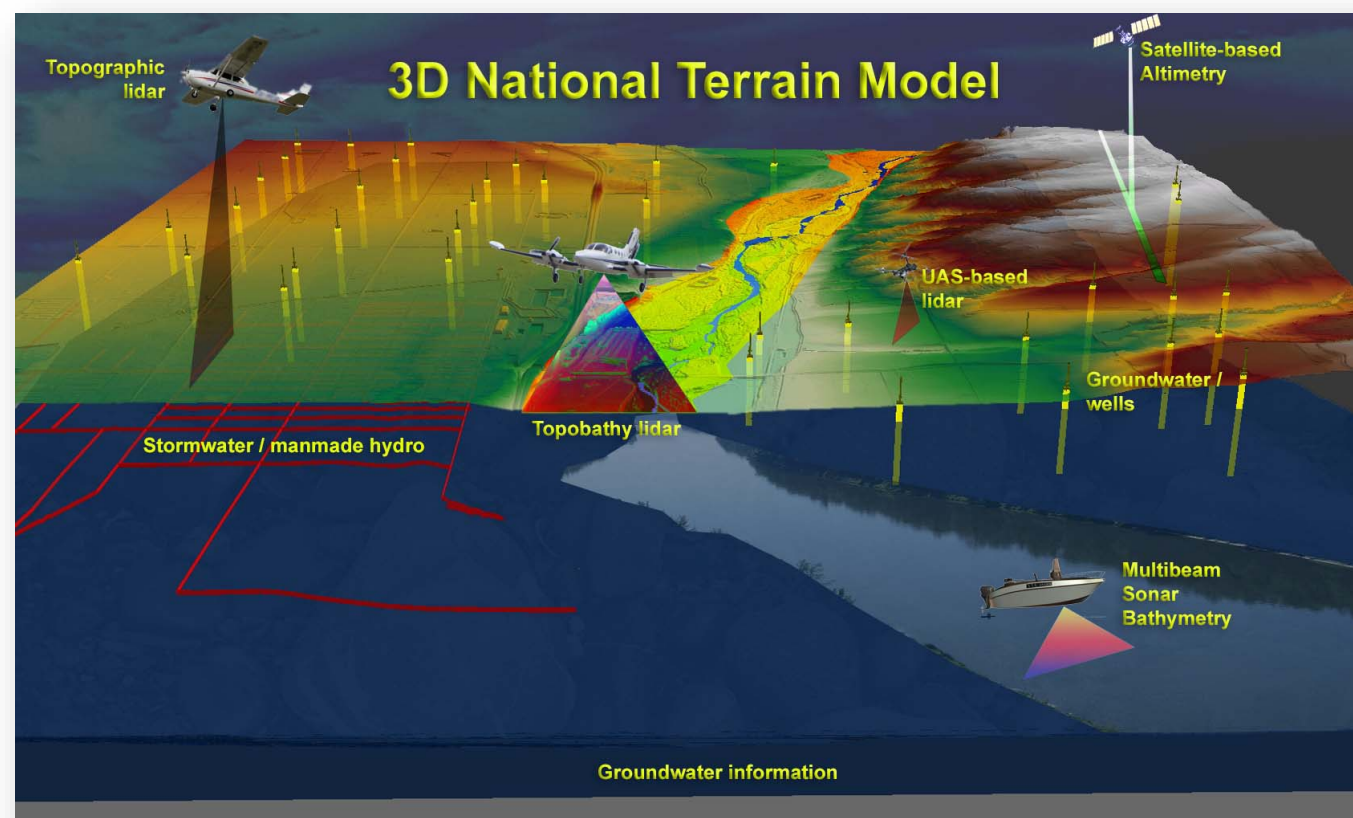 Topographic
lidar
3D National Terrain Model
Satellite-based
Altimetry
UAS-based
lidar
Groundwater /
wells
Topobathy lidar
Stormwater / manmade hydro
Multibeam
Sonar
Bathymetry
Groundwater information